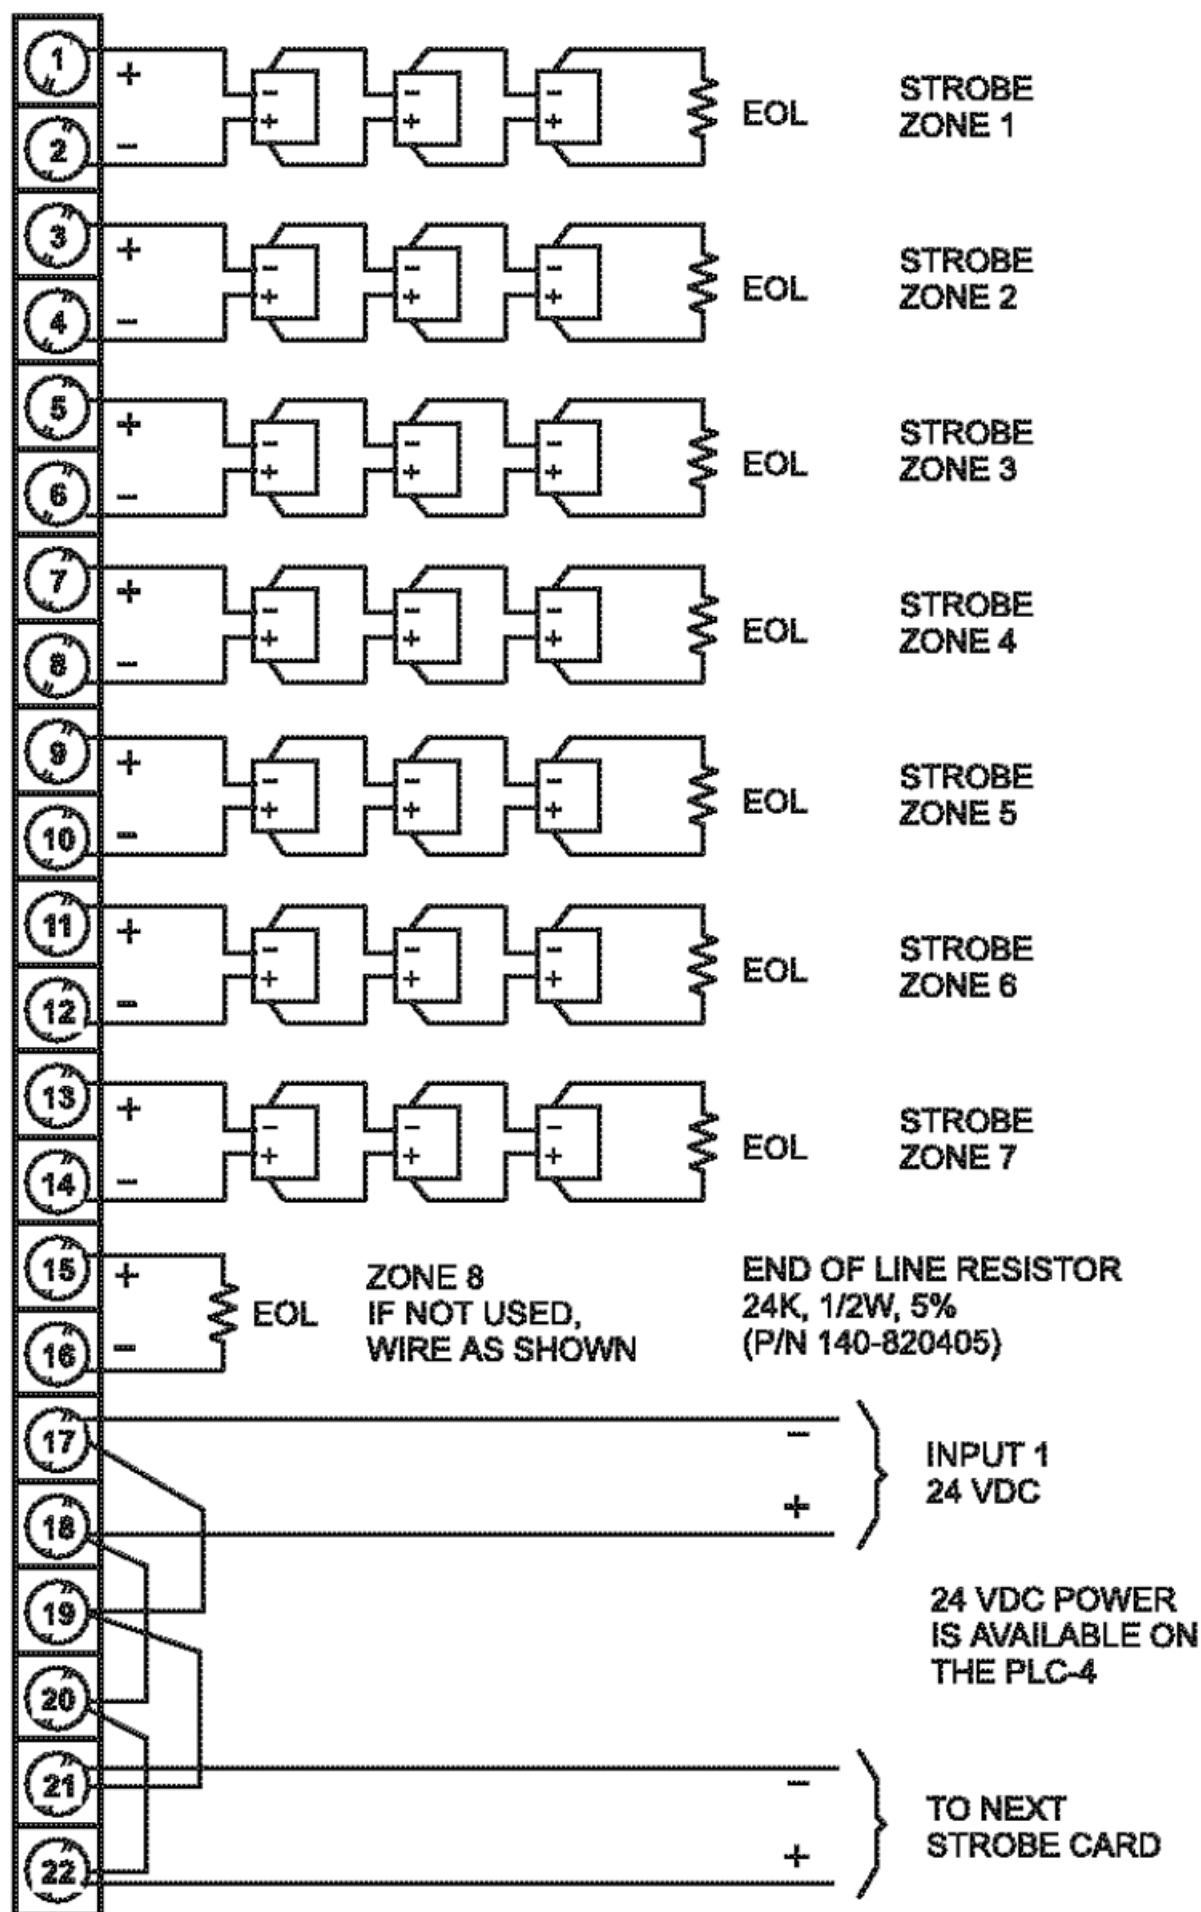 1
+
- + - + - +
2
-
EOL
STROBE
ZONE 1
3
+
- + - + - +
4
-
EOL
STROBE
ZONE 2
5
+
- + - + - +
6
-
EOL
STROBE
ZONE 3
7
+
- + - + - +
8
-
EOL
STROBE
ZONE 4
9
+
- + - + - +
10
-
EOL
STROBE
ZONE 5
11
+
- + - + - +
12
-
EOL
STROBE
ZONE 6
13
+
- + - + - +
14
-
EOL
STROBE
ZONE 7
15
+
16
-
EOL
ZONE 8
IF NOT USED,
WIRE AS SHOWN
END OF LINE RESISTOR
24K, 1/2W, 5%
(P/N 140-820405)
17
-
18
+
INPUT 1
24 VDC
19
20
24 VDC POWER
IS AVAILABLE ON
THE PLC-4
21
-
22
+
TO NEXT
STROBE CARD